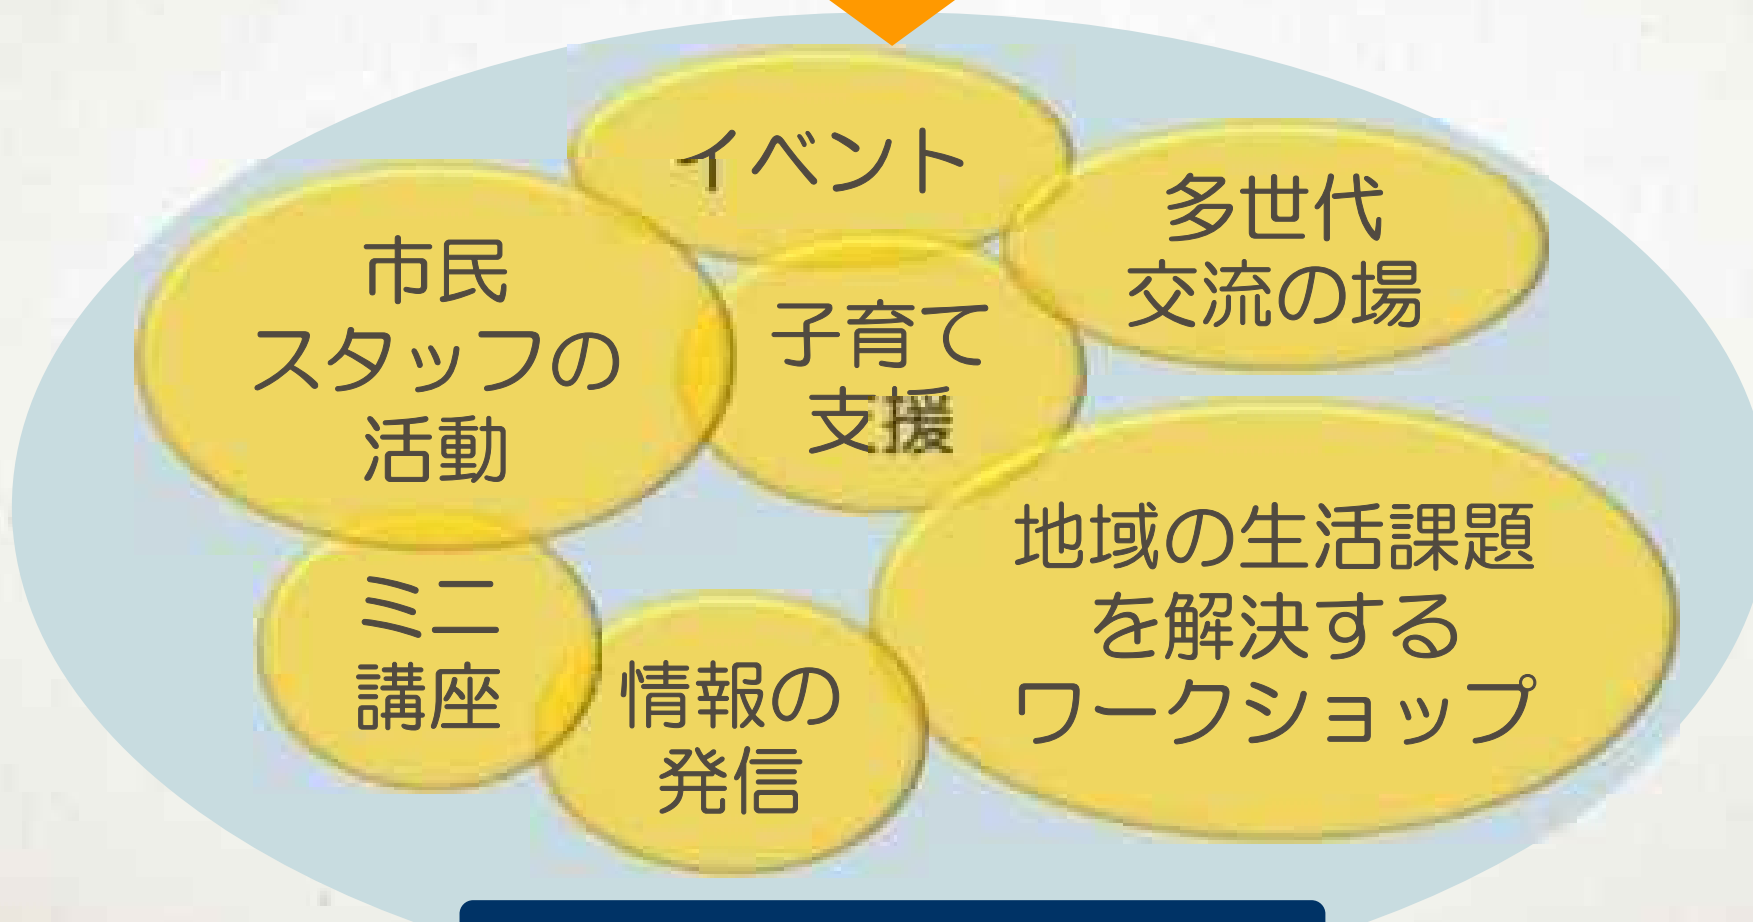 イベント
多世代
交流の場
市民
スタッフの
活動
子育て
支援
地域の生活課題
を解決する
ワークショップ
ミニ
講座
情報の
発信